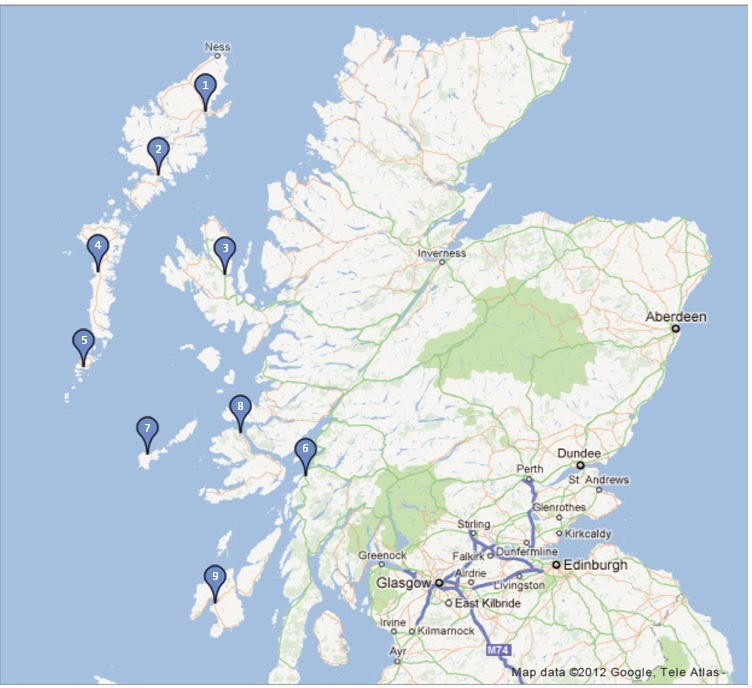 Ness
1
2
3
4
Inverness
Aberdeen
5
8
7
6
Dundee
Perth
St. Andrews
Glenrothes
Stirling
Kirkcaldy
Falkirk
Dunfermline
Greenock
Edinburgh
Airdrie
9
Glasgow
Livingston
East Kilbride
Irvine
Kilmarnock
Ayr
M74
Map data ©2012 Google, Tele Atlas -